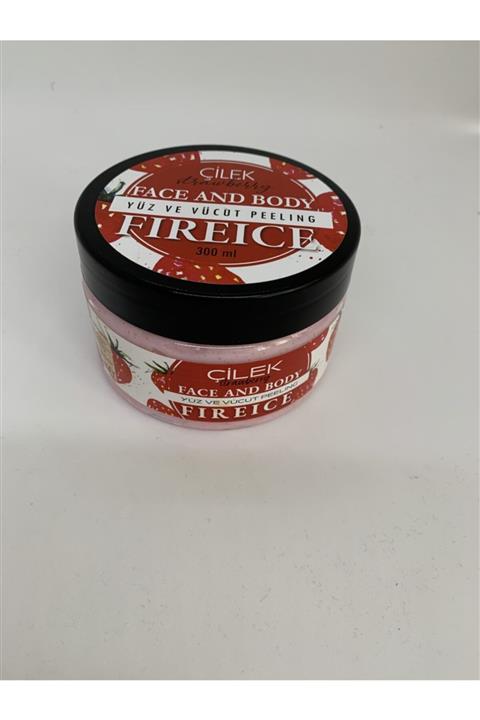 ÇİLEK
strawberry
FACE AND BODY
YÜZ VE VÜCUT PEELING
FIREICE
300 ml
ÇİLEK
strawberry
FACE AND BODY
YÜZ VE VÜCUT PEELING
FIREICE